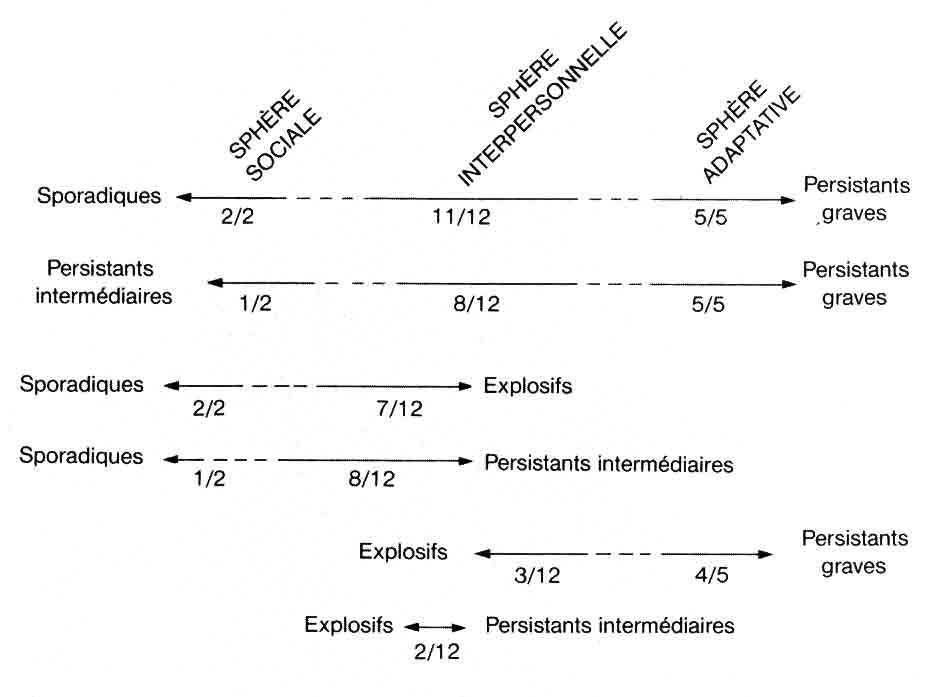 SPHÈRE
SOCIALE
SPHÈRE
INTERPERSONNELLE
SPHÈRE
ADAPTATIVE
Sporadiques
2/2
11/12
5/5
Persistants
graves
Persistants
intermédiaires
1/2
8/12
5/5
Persistants
graves
Sporadiques
2/2
7/12
Explosifs
Sporadiques
1/2
8/12
Persistants intermédiaires
Explosifs
3/12
4/5
Persistants
graves
Explosifs
2/12
Persistants intermédiaires